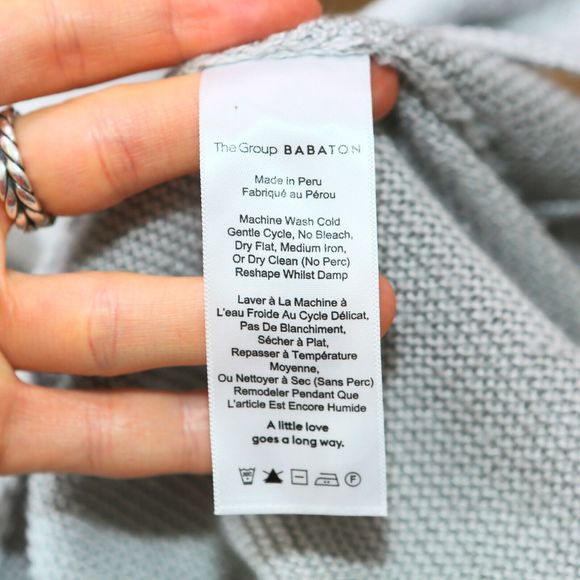 The Group BABATON
Made in Peru
Fabriqué au Pérou
Machine Wash Cold
Gentle Cycle, No Bleach,
Dry Flat, Medium Iron,
Or Dry Clean (No Perc)
Reshape Whilst Damp
Laver à La Machine à
L'eau Froide Au Cycle Délicat,
Pas De Blanchiment,
Sécher à Plat,
Repasser à Température
Moyenne,
Ou Nettoyer à Sec (Sans Perc)
Remodeler Pendant Que
L'article Est Encore Humide
A little love
goes a long way.
F